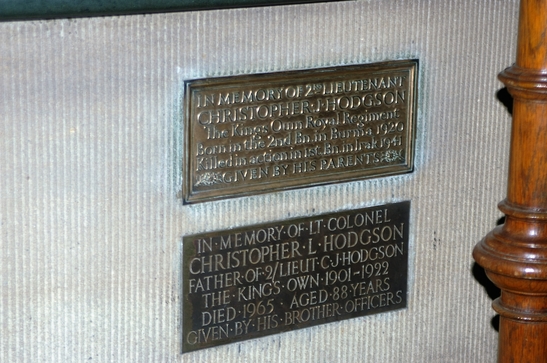 IN MEMORY OF 2ND LIEUTENANT
CHRISTOPHER·J·HODGSON
The Kings Own Royal Regiment.
Born in the 2nd Bn. in Burma 1920
Killed in action in 1st. Bn. in Irak 1941
GIVEN BY HIS PARENTS
IN·MEMORY·OF·LT·COLONEL
CHRISTOPHER·L·HODGSON
FATHER·OF·2/LIEUT·C·J·HODGSON
THE·KING'S·OWN·1901-1922
DIED·1965·AGED·88·YEARS
GIVEN·BY·HIS·BROTHER·OFFICERS